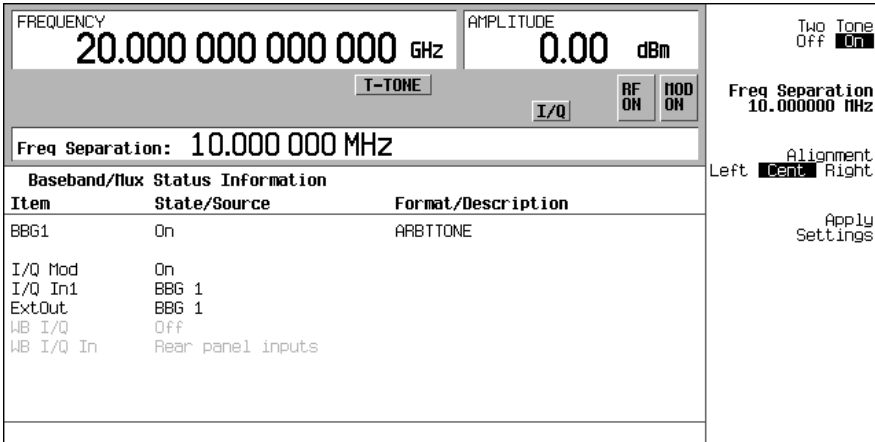 FREQUENCY
20.000 000 000 000 GHz
AMPLITUDE
0.00 dBm
T-TONE
I/Q
RF ON
MOD ON
Freq Separation: 10.000 000 MHz
Baseband/Mux Status Information
Item State/Source Format/Description
BBG1 On ARBTTONE
I/Q Mod On
I/Q In1 BBG 1
ExtOut BBG 1
WB I/Q Off
WB I/Q In Rear panel inputs
Two Tone
Off On
Freq Separation
10.000000 MHz
Alignment
Left Cent Right
Apply
Settings